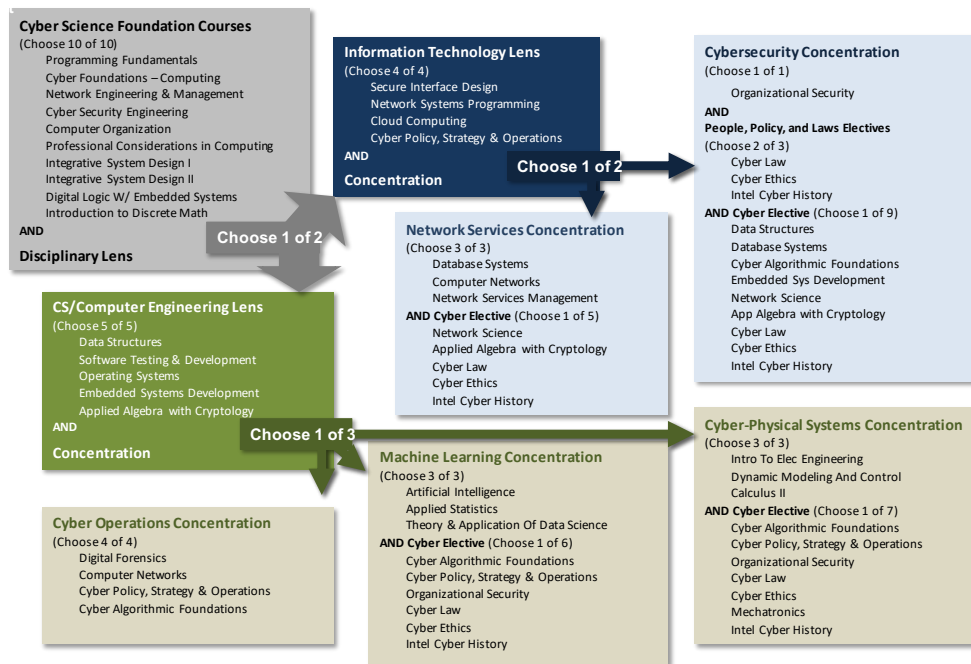 Cyber Science Foundation Courses
(Choose 10 of 10)
Programming Fundamentals
Cyber Foundations – Computing
Network Engineering & Management
Cyber Security Engineering
Computer Organization
Professional Considerations in Computing
Integrative System Design I
Integrative System Design II
Digital Logic W/ Embedded Systems
Introduction to Discrete Math
AND
Disciplinary Lens
Choose 1 of 2
Information Technology Lens
(Choose 4 of 4)
Secure Interface Design
Network Systems Programming
Cloud Computing
Cyber Policy, Strategy & Operations
AND
Concentration
Choose 1 of 2
Cybersecurity Concentration
(Choose 1 of 1)
Organizational Security
AND
People, Policy, and Laws Electives
(Choose 2 of 3)
Cyber Law
Cyber Ethics
Intel Cyber History
AND Cyber Elective (Choose 1 of 9)
Data Structures
Database Systems
Cyber Algorithmic Foundations
Embedded Sys Development
Network Science
App Algebra with Cryptology
Cyber Law
Cyber Ethics
Intel Cyber History
Network Services Concentration
(Choose 3 of 3)
Database Systems
Computer Networks
Network Services Management
AND Cyber Elective (Choose 1 of 5)
Network Science
Applied Algebra with Cryptology
Cyber Law
Cyber Ethics
Intel Cyber History
CS/Computer Engineering Lens
(Choose 5 of 5)
Data Structures
Software Testing & Development
Operating Systems
Embedded Systems Development
Applied Algebra with Cryptology
AND
Concentration
Choose 1 of 3
Cyber Operations Concentration
(Choose 4 of 4)
Digital Forensics
Computer Networks
Cyber Policy, Strategy & Operations
Cyber Algorithmic Foundations
Machine Learning Concentration
(Choose 3 of 3)
Artificial Intelligence
Applied Statistics
Theory & Application Of Data Science
AND Cyber Elective (Choose 1 of 6)
Cyber Algorithmic Foundations
Cyber Policy, Strategy & Operations
Organizational Security
Cyber Law
Cyber Ethics
Intel Cyber History
Cyber-Physical Systems Concentration
(Choose 3 of 3)
Intro To Elec Engineering
Dynamic Modeling And Control
Calculus II
AND Cyber Elective (Choose 1 of 7)
Cyber Algorithmic Foundations
Cyber Policy, Strategy & Operations
Organizational Security
Cyber Law
Cyber Ethics
Mechatronics
Intel Cyber History